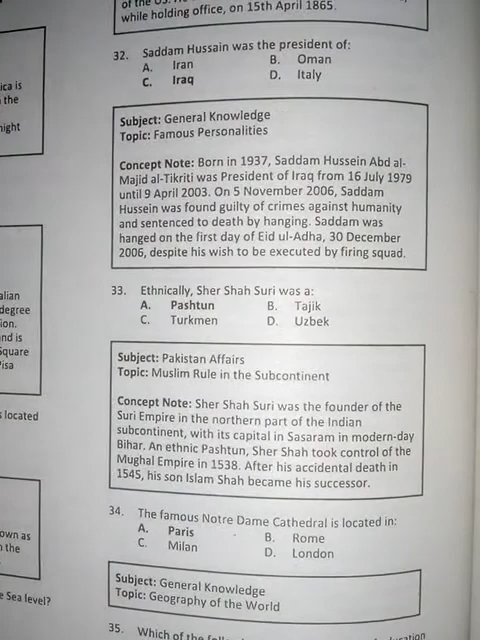 while holding office, on 15th April 1865.
32. Saddam Hussain was the president of:
A. Iran B. Oman
C. Iraq D. Italy
Subject: General Knowledge
Topic: Famous Personalities
Concept Note: Born in 1937, Saddam Hussein Abd al-
Majid al-Tikriti was President of Iraq from 16 July 1979
until 9 April 2003. On 5 November 2006, Saddam
Hussein was found guilty of crimes against humanity
and sentenced to death by hanging. Saddam was
hanged on the first day of Eid ul-Adha, 30 December
2006, despite his wish to be executed by firing squad.
33. Ethnically, Sher Shah Suri was a:
A. Pashtun B. Tajik
C. Turkmen D. Uzbek
Subject: Pakistan Affairs
Topic: Muslim Rule in the Subcontinent
Concept Note: Sher Shah Suri was the founder of the
Suri Empire in the northern part of the Indian
subcontinent, with its capital in Sasaram in modern-day
Bihar. An ethnic Pashtun, Sher Shah took control of the
Mughal Empire in 1538. After his accidental death in
1545, his son Islam Shah became his successor.
34. The famous Notre Dame Cathedral is located in:
A. Paris B. Rome
C. Milan D. London
Subject: General Knowledge
Topic: Geography of the World
35. Which of the
is
the
located
own as
the
Sea level?